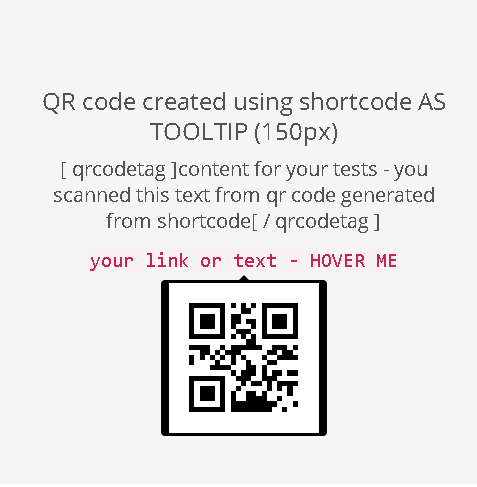 QR code created using shortcode AS
TOOLTIP (150px)
[ qrcodetag ]content for your tests - you
scanned this text from qr code generated
from shortcode[ / qrcodetag ]
your link or text - HOVER ME